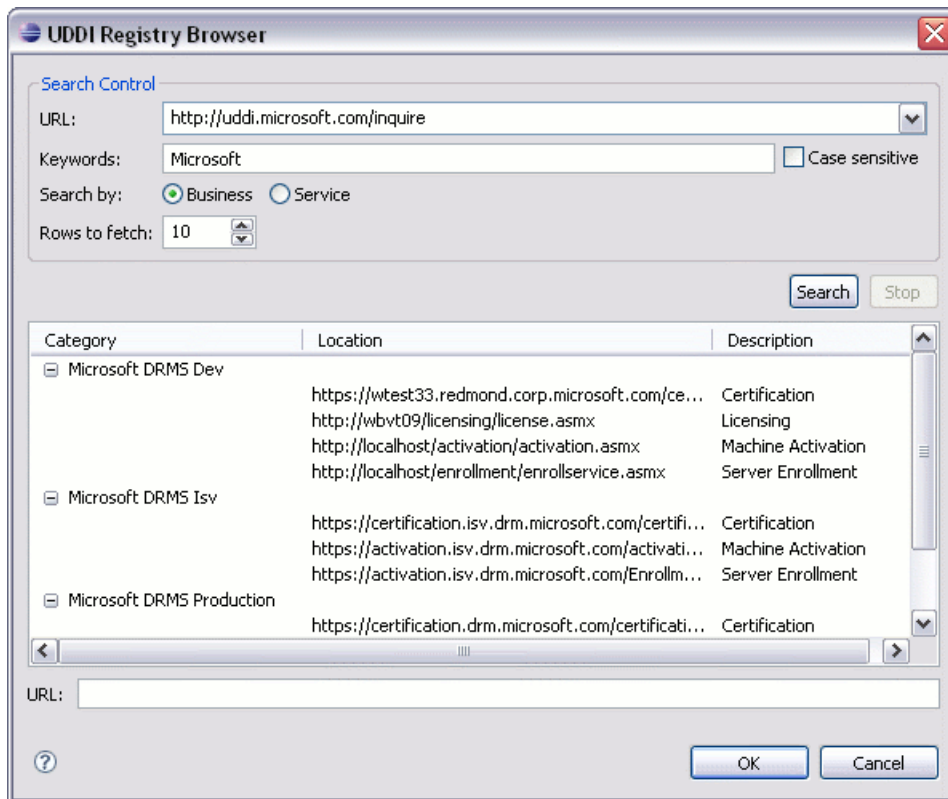 UDDI Registry Browser
Search Control
URL: http://uddi.microsoft.com/inquire
Keywords: Microsoft Case sensitive
Search by: Business Service
Rows to fetch: 10
Search Stop
Category Location Description
Microsoft DRMS Dev
https://wtest33.redmond.corp.microsoft.com/ce... Certification
http://wbvt09/licensing/license.asmx Licensing
http://localhost/activation/activation.asmx Machine Activation
http://localhost/enrollment/enrollservice.asmx Server Enrollment
Microsoft DRMS Isv
https://certification.isv.drm.microsoft.com/certifi... Certification
https://activation.isv.drm.microsoft.com/activati... Machine Activation
https://activation.isv.drm.microsoft.com/Enrollm... Server Enrollment
Microsoft DRMS Production
https://certification.drm.microsoft.com/certificati... Certification
URL:
? OK Cancel